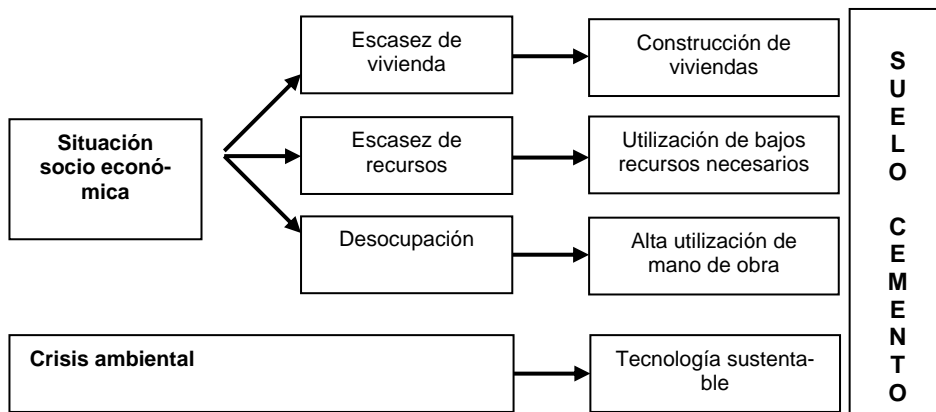 Situación
socio econó-
mica
Escasez de
vivienda
Construcción de
viviendas
Escasez de
recursos
Utilización de bajos
recursos necesarios
Desocupación
Alta utilización de
mano de obra
Crisis ambiental
Tecnología sustenta-
ble
S
U
E
L
O
C
E
M
E
N
T
O